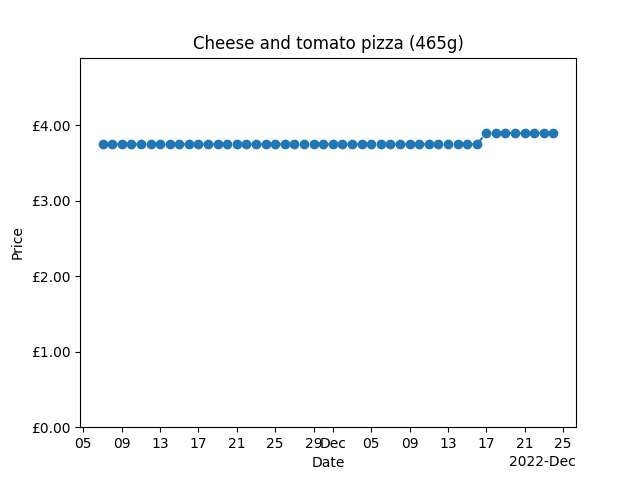 Cheese and tomato pizza (465g)
£4.00
£3.00
£2.00
£1.00
£0.00
Price
05 09 13 17 21 25 29 Dec 05 09 13 17 21 25
Date
2022-Dec